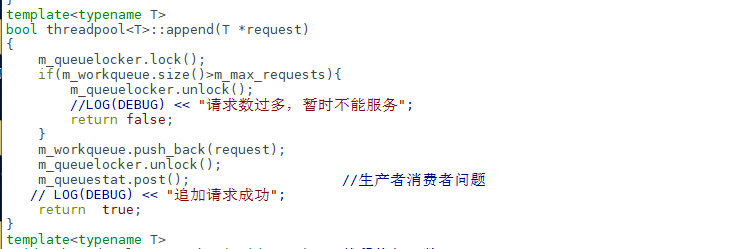 template<typename T>
bool threadpool<T>::append(T *request)
{
    m_queuelocker.lock();
    if(m_workqueue.size()>m_max_requests){
        m_queuelocker.unlock();
        //LOG(DEBUG) << "请求数过多，暂时不能服务";
        return false;
    }
    m_workqueue.push_back(request);
    m_queuelocker.unlock();
    m_queuestat.post();                   //生产者消费者问题
   // LOG(DEBUG) << "追加请求成功";
    return  true;
}
template<typename T>